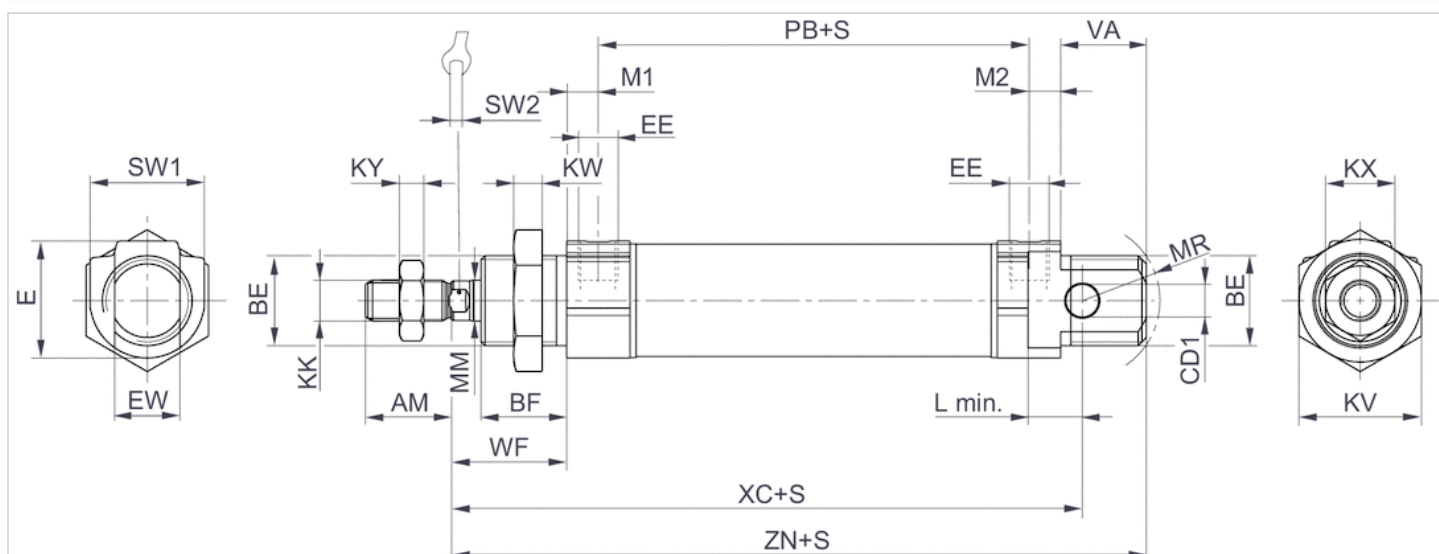 PB+S
VA
M1
M2
SW2
EE
SW1
KY
KW
EE
KX
MR
E
BE
BE
KK
MM
CD1
EW
AM
BF
L min.
KV
WF
XC+S
ZN+S